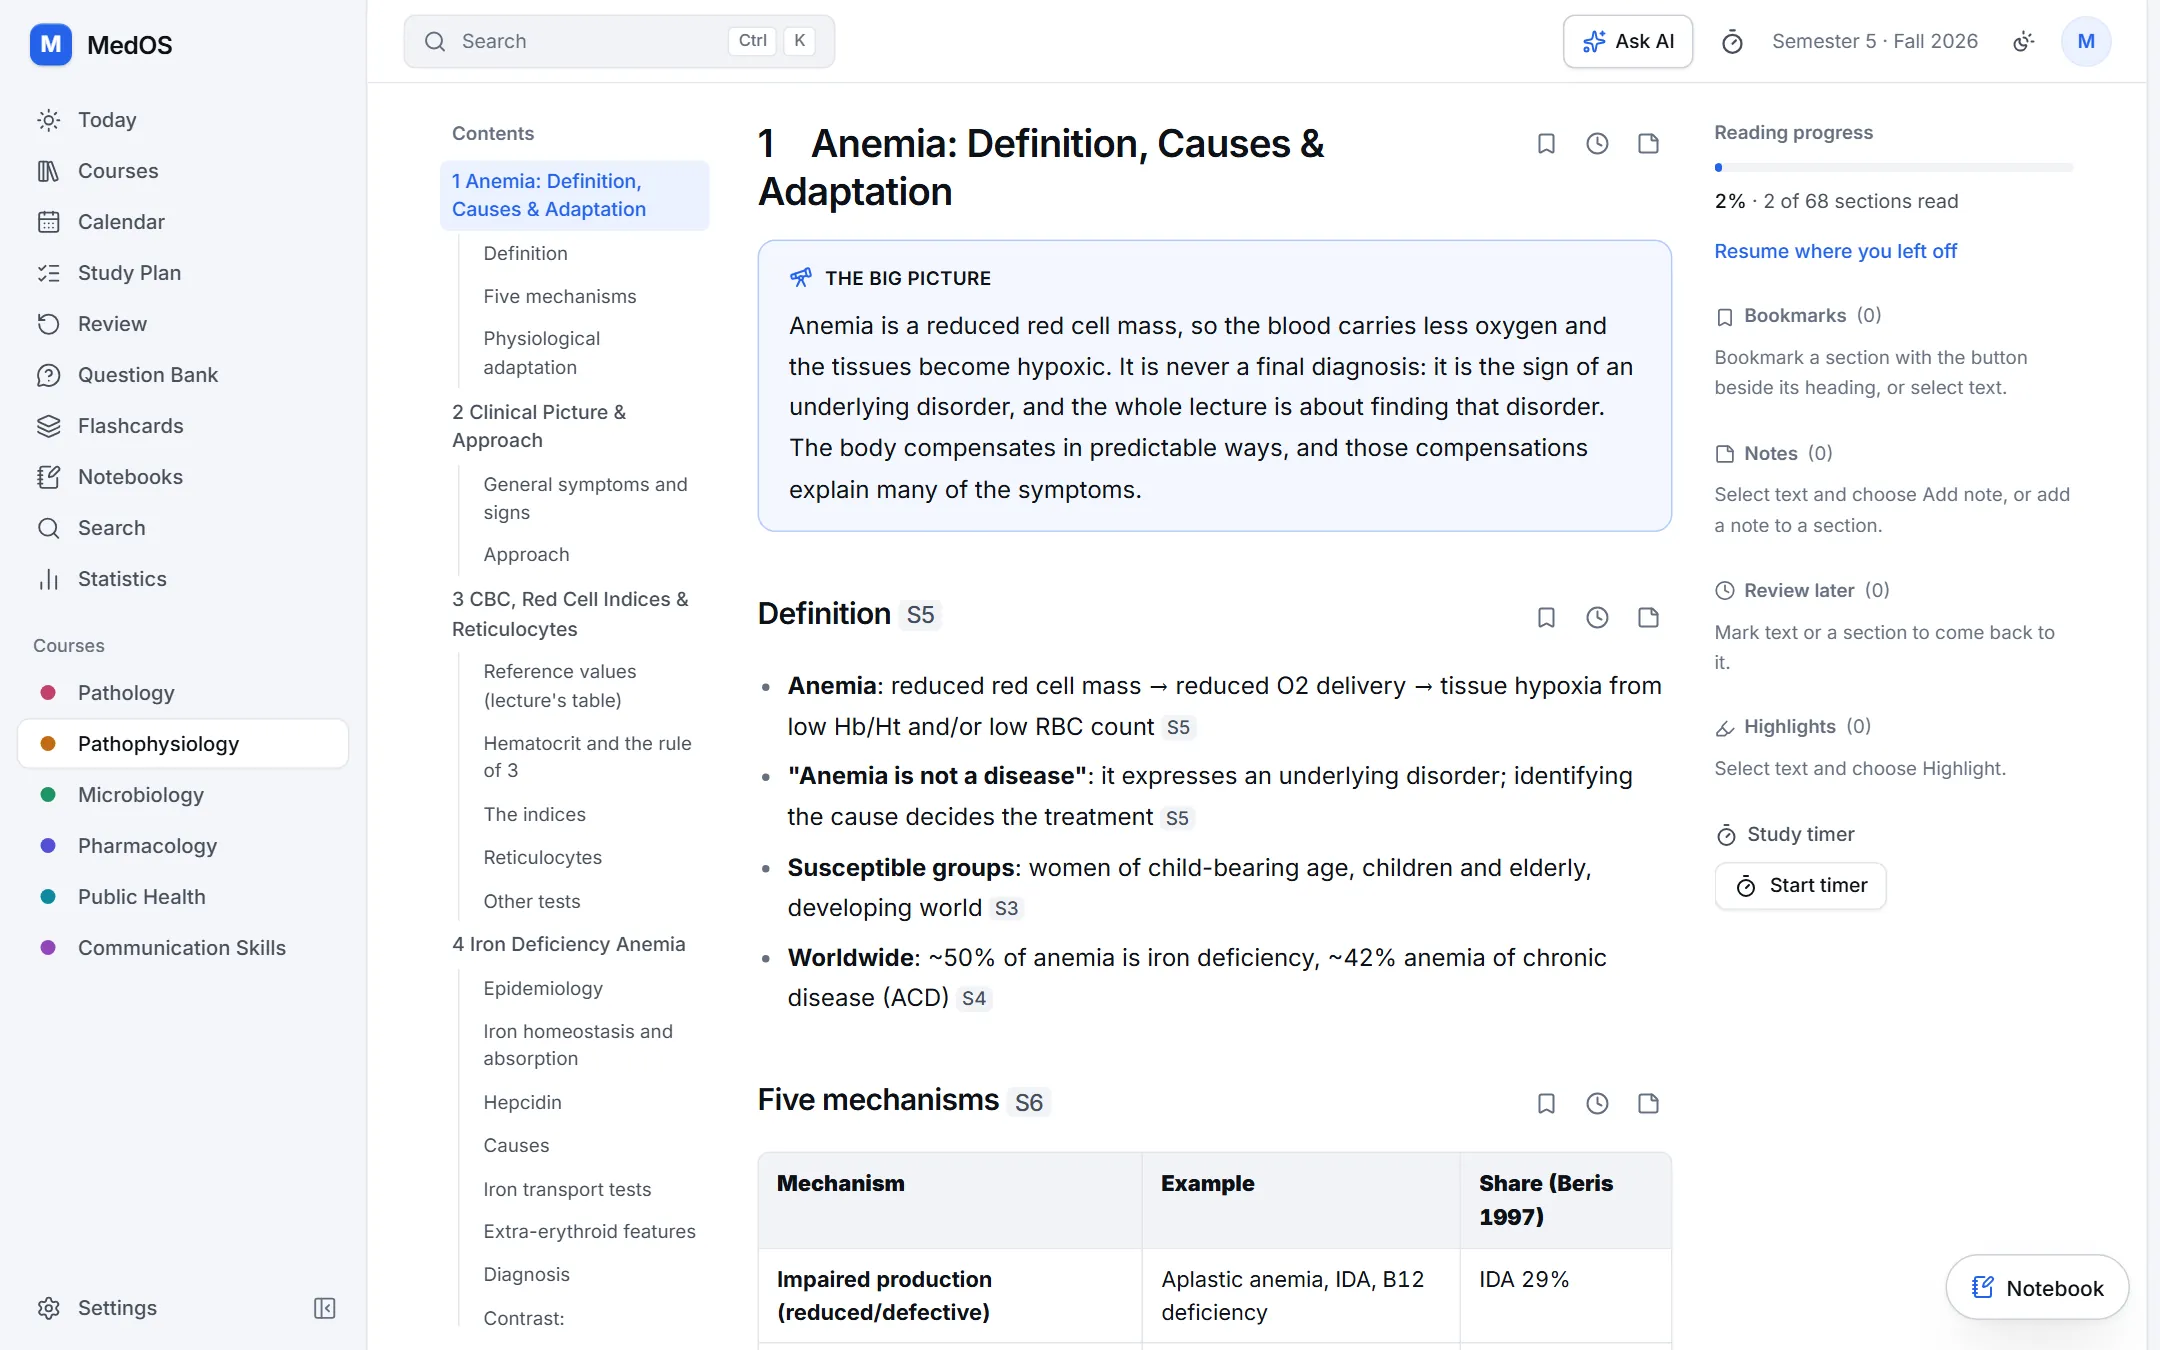 M MedOS
Today
Courses
Calendar
Study Plan
Review
Question Bank
Flashcards
Notebooks
Search
Statistics
Courses
Pathology
Pathophysiology
Microbiology
Pharmacology
Public Health
Communication Skills
Settings
Search Ctrl K
Ask AI
Semester 5 · Fall 2026
M
Contents
1 Anemia: Definition,
Causes & Adaptation
Definition
Five mechanisms
Physiological
adaptation
2 Clinical Picture &
Approach
General symptoms and
signs
Approach
3 CBC, Red Cell Indices &
Reticulocytes
Reference values
(lecture's table)
Hematocrit and the rule
of 3
The indices
Reticulocytes
Other tests
4 Iron Deficiency Anemia
Epidemiology
Iron homeostasis and
absorption
Hepcidin
Causes
Iron transport tests
Extra-erythroid features
Diagnosis
Contrast:
1 Anemia: Definition, Causes &
Adaptation
THE BIG PICTURE
Anemia is a reduced red cell mass, so the blood carries less oxygen and
the tissues become hypoxic. It is never a final diagnosis: it is the sign of an
underlying disorder, and the whole lecture is about finding that disorder.
The body compensates in predictable ways, and those compensations
explain many of the symptoms.
Definition S5
• Anemia: reduced red cell mass → reduced O2 delivery → tissue hypoxia from
low Hb/Ht and/or low RBC count S5
• "Anemia is not a disease": it expresses an underlying disorder; identifying
the cause decides the treatment S5
• Susceptible groups: women of child-bearing age, children and elderly,
developing world S3
• Worldwide: ~50% of anemia is iron deficiency, ~42% anemia of chronic
disease (ACD) S4
Five mechanisms S6
Mechanism
Example
Share (Beris
1997)
Impaired production
(reduced/defective)
Aplastic anemia, IDA, B12
deficiency
IDA 29%
Reading progress
2% · 2 of 68 sections read
Resume where you left off
Bookmarks (0)
Bookmark a section with the button
beside its heading, or select text.
Notes (0)
Select text and choose Add note, or add
a note to a section.
Review later (0)
Mark text or a section to come back to
it.
Highlights (0)
Select text and choose Highlight.
Study timer
Start timer
Notebook